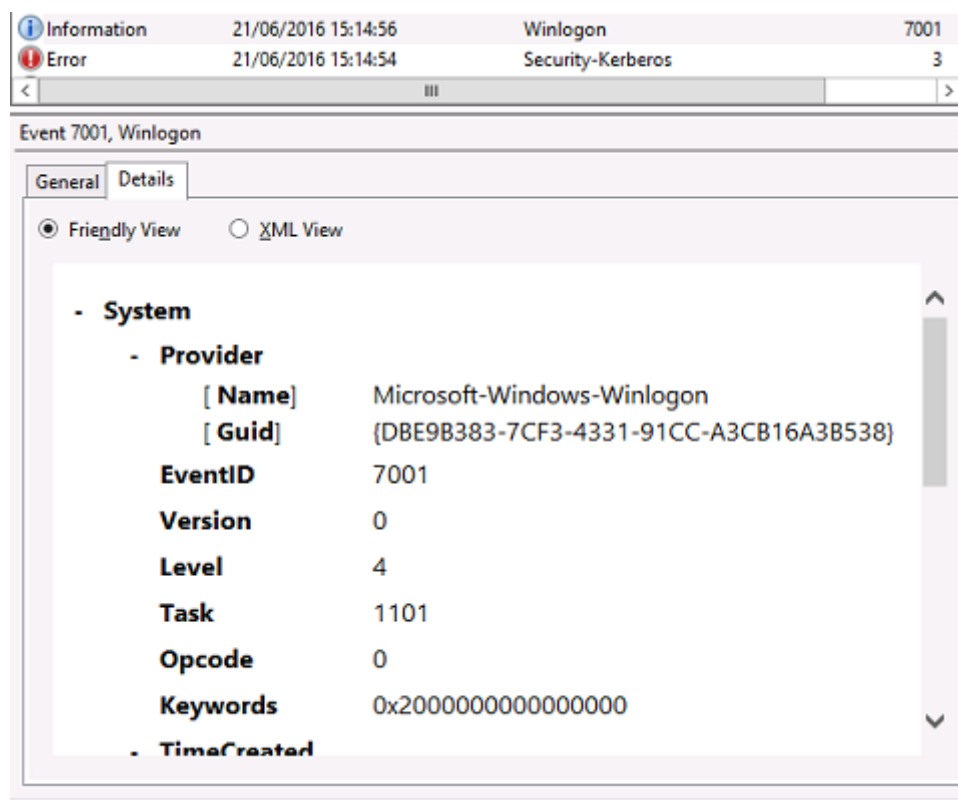 Information 21/06/2016 15:14:56 Winlogon 7001
Error 21/06/2016 15:14:54 Security-Kerberos 3
Event 7001, Winlogon
General Details
Friendly View XML View
- System
- Provider
[ Name] Microsoft-Windows-Winlogon
[ Guid] {DBE9B383-7CF3-4331-91CC-A3CB16A3B538}
EventID 7001
Version 0
Level 4
Task 1101
Opcode 0
Keywords 0x2000000000000000
- TimeCreated